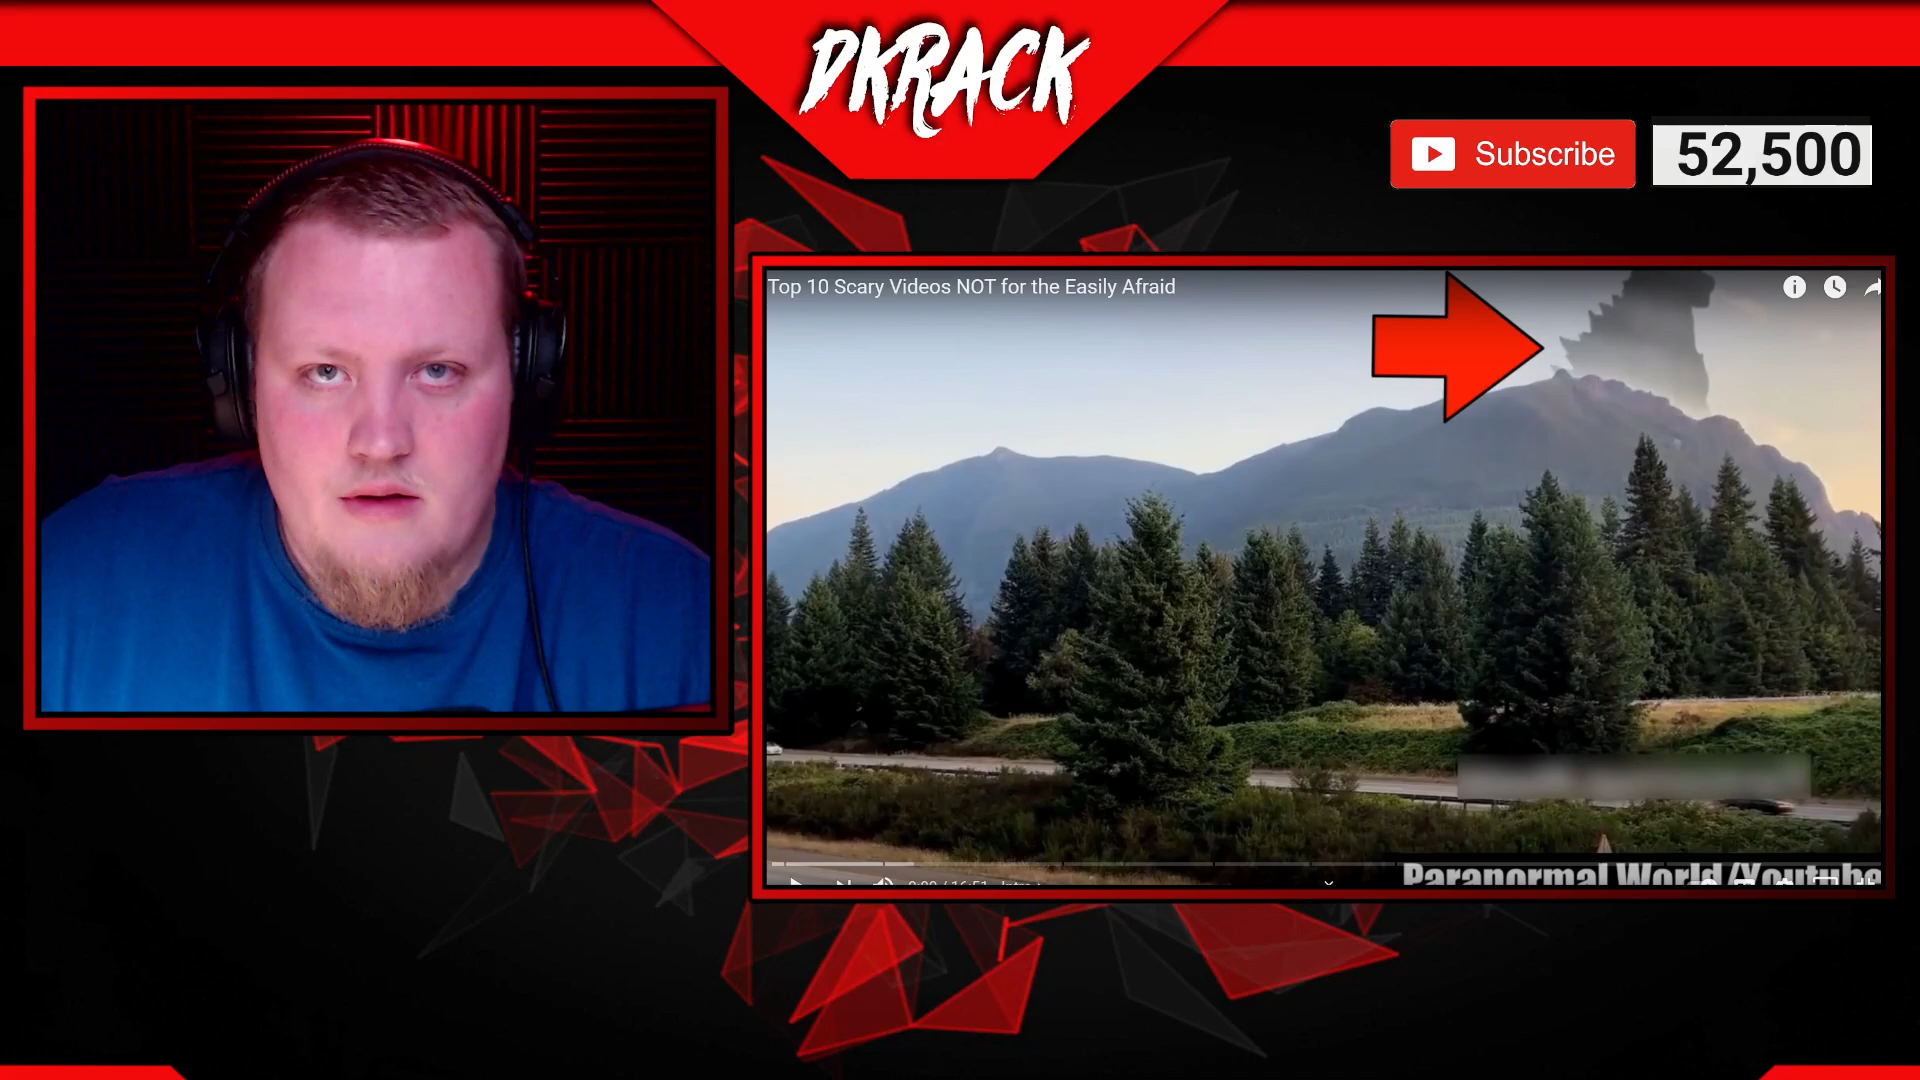 DKRACK
Subscribe
52,500
Top 10 Scary Videos NOT for the Easily Afraid
Paranormal World/Youtube